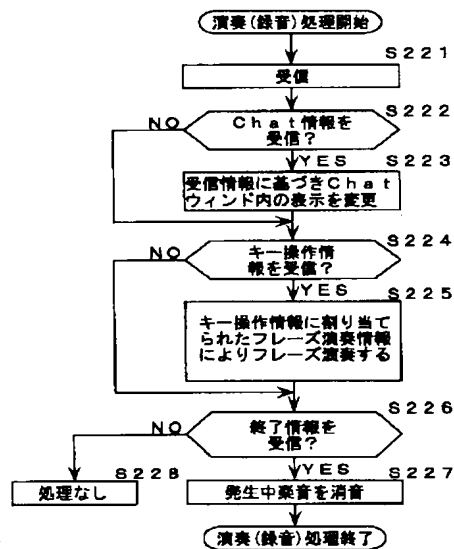 演奏(録音)処理開始
S221
受信
S222
NO
Chat情報を
受信?
YES
S223
受信情報に基づきChat
ウィンド内の表示を変更
S224
NO
キー操作情
報を受信?
YES
S225
キー操作情報に割り当て
られたフレーズ演奏情報
によりフレーズ演奏する
S226
NO
終了情報を
受信?
S228
YES
S227
処理なし
発生中楽音を消音
演奏(録音)処理終了